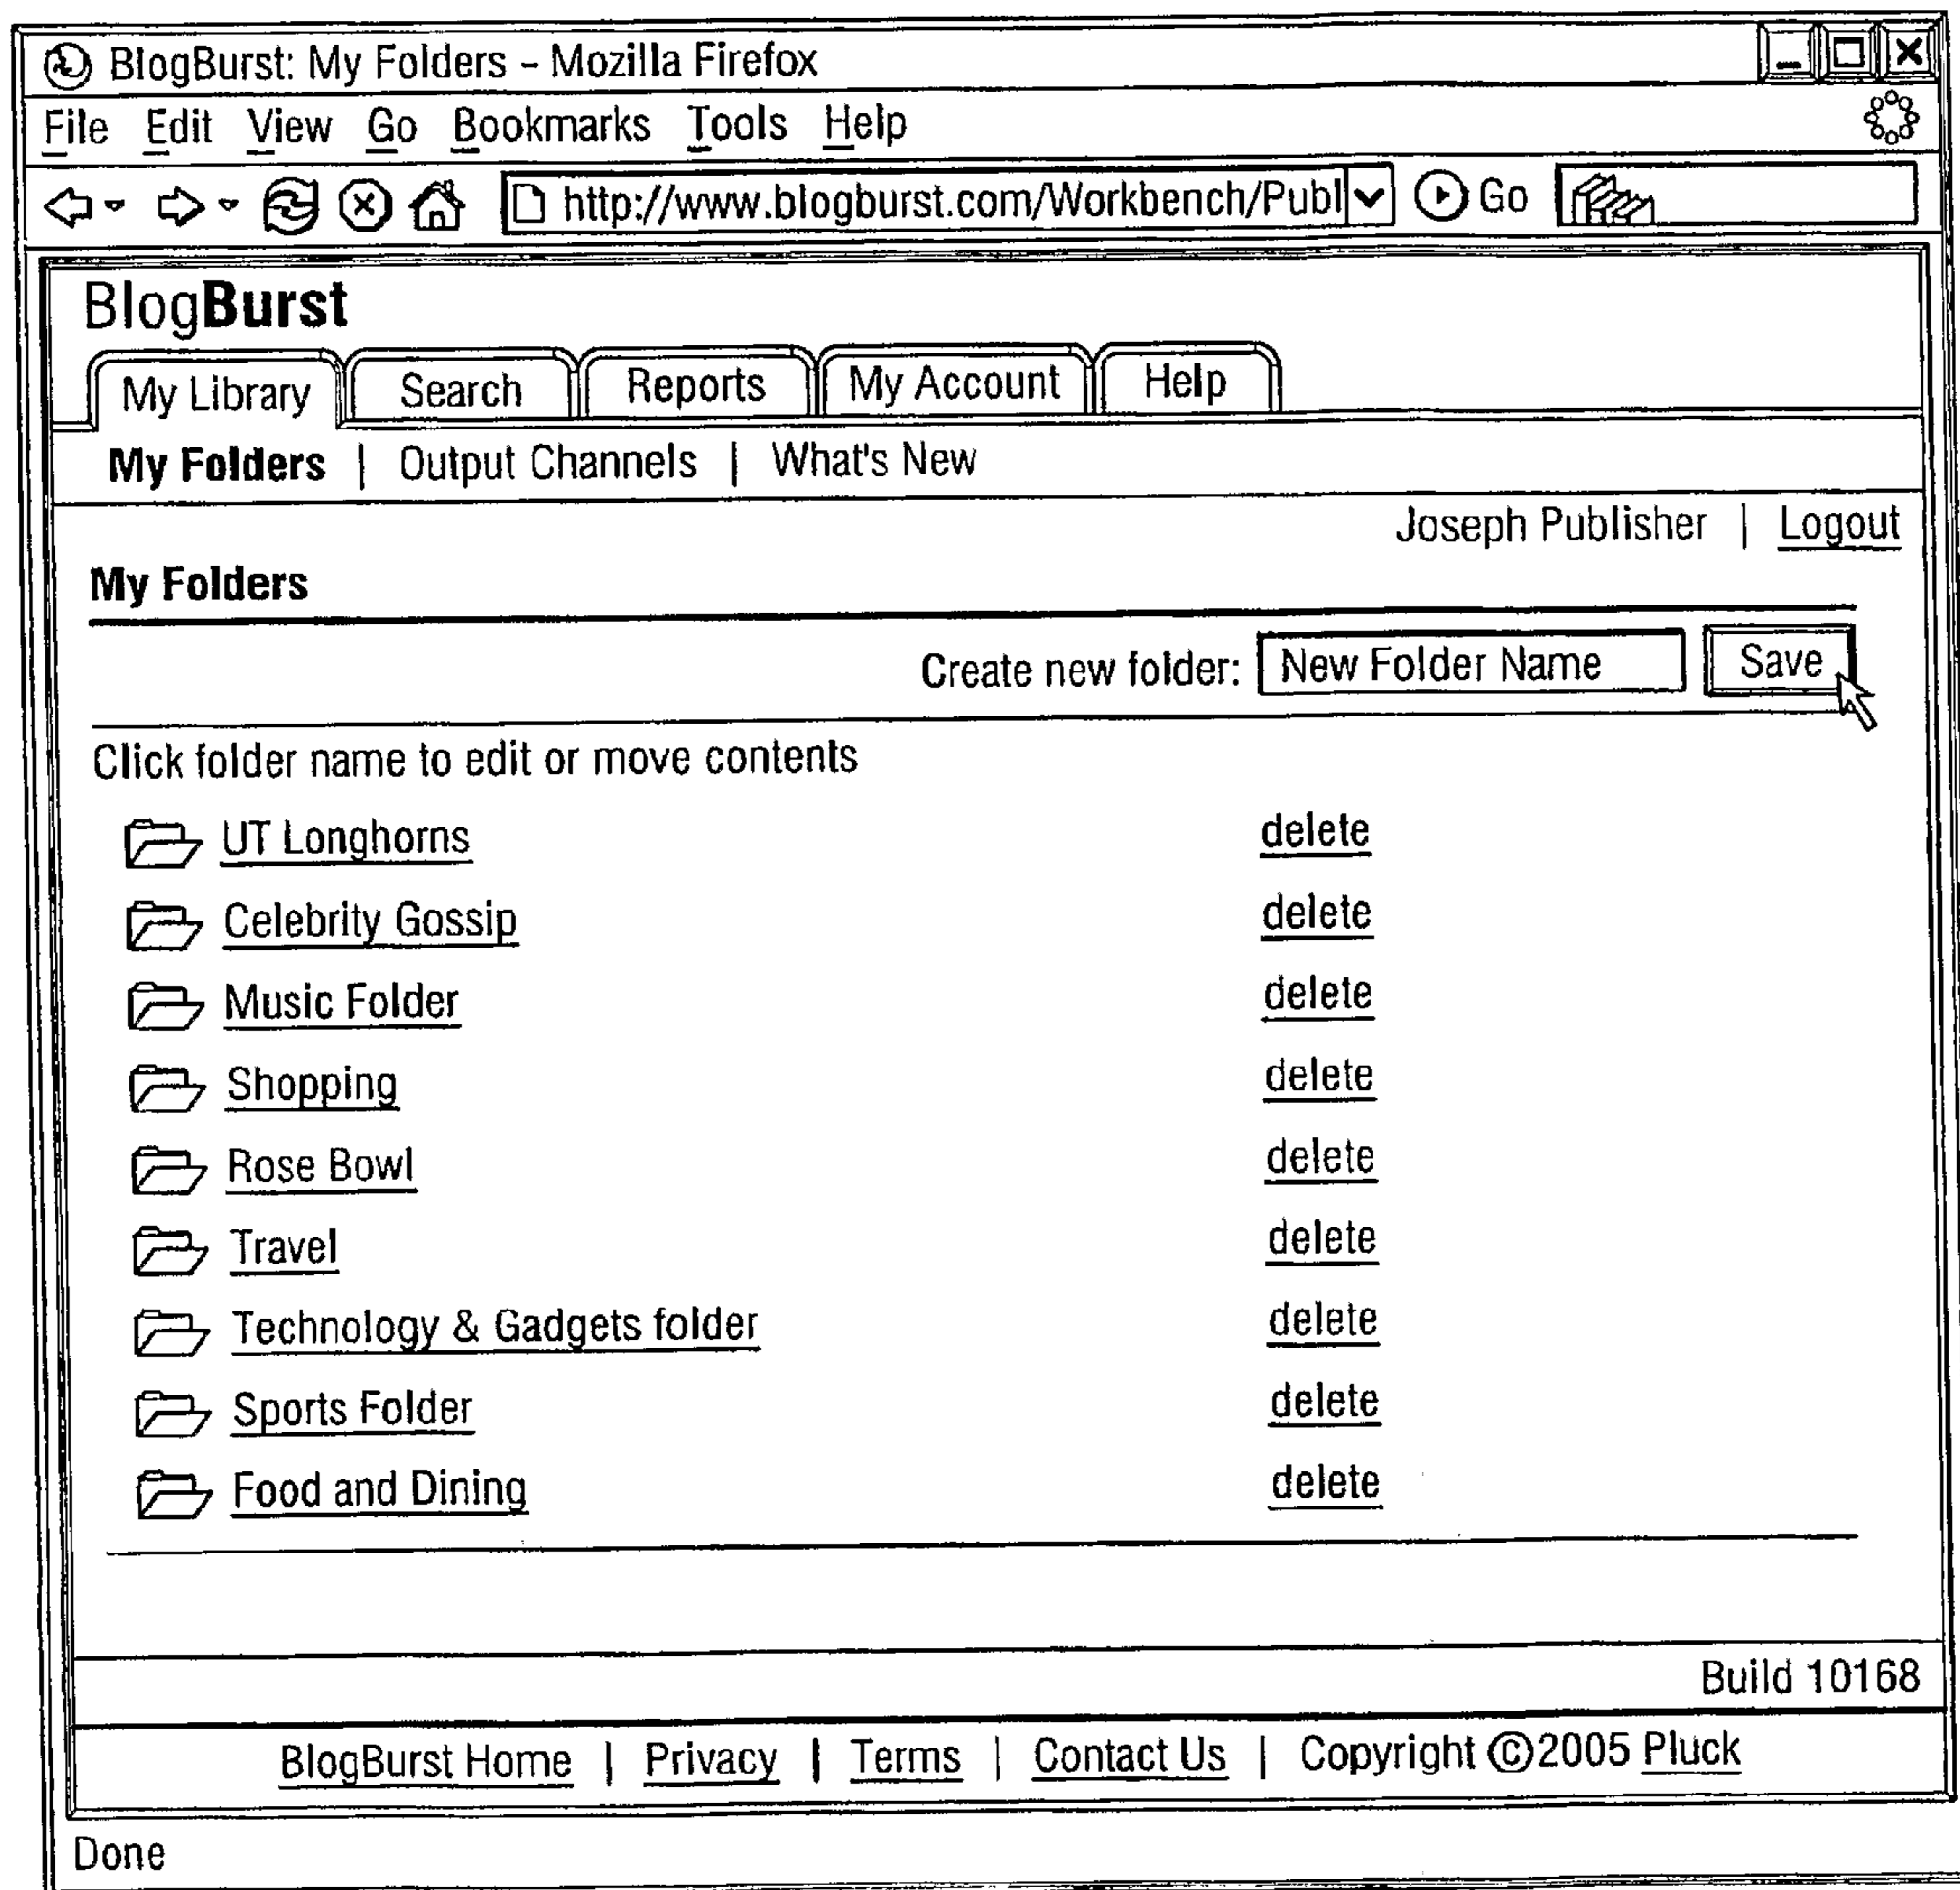 BlogBurst: My Folders - Mozilla Firefox
File Edit View Go Bookmarks Tools Help
http://www.blogburst.com/Workbench/Publ Go
BlogBurst
My Library Search Reports My Account Help
My Folders | Output Channels | What's New
Joseph Publisher | Logout
My Folders
Create new folder: New Folder Name Save
Click folder name to edit or move contents
UT Longhorns delete
Celebrity Gossip delete
Music Folder delete
Shopping delete
Rose Bowl delete
Travel delete
Technology & Gadgets folder delete
Sports Folder delete
Food and Dining delete
Build 10168
BlogBurst Home | Privacy | Terms | Contact Us | Copyright ©2005 Pluck
Done